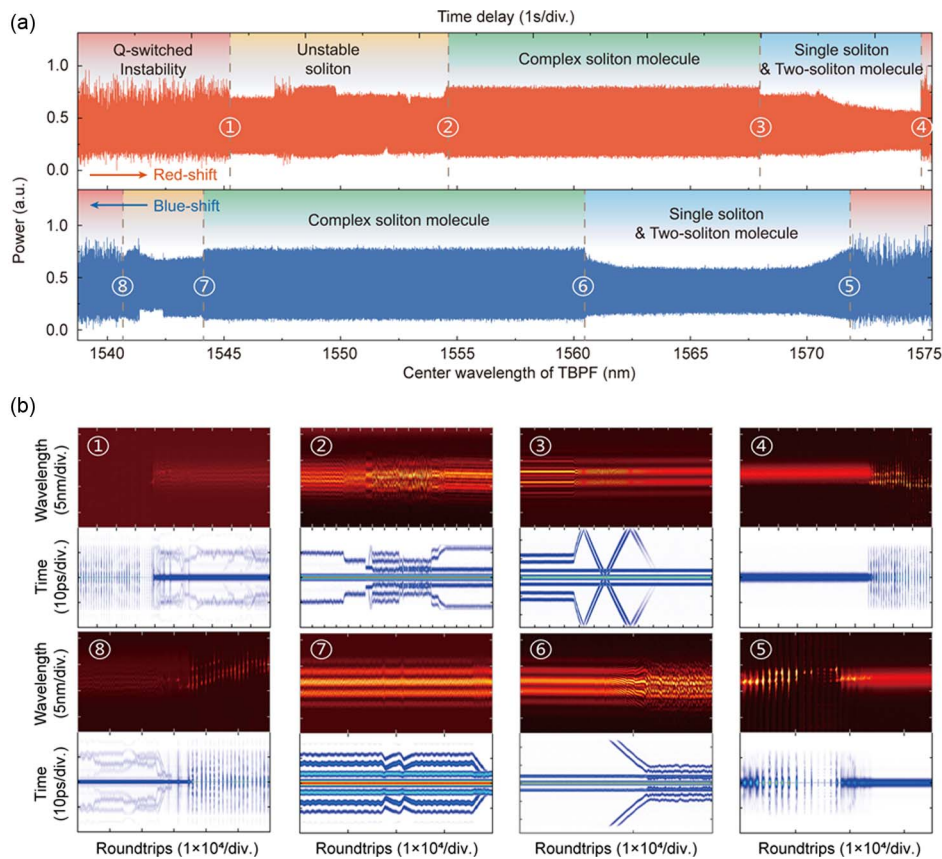 (a)
Time delay (1s/div.)
Q-switched
Instability
Unstable
soliton
Complex soliton molecule
Single soliton
& Two-soliton molecule
1.0
0.5
0.0
① ② ③ ④
Red-shift
Power (a.u.)
Blue-shift
Complex soliton molecule
Single soliton
& Two-soliton molecule
1.0
0.5
0.0
⑧ ⑦ ⑥ ⑤
1540 1545 1550 1555 1560 1565 1570 1575
Center wavelength of TBPF (nm)
(b)
① ② ③ ④
Wavelength
(5nm/div.)
Time
(10ps/div.)
⑧ ⑦ ⑥ ⑤
Wavelength
(5nm/div.)
Time
(10ps/div.)
Roundtrips (1×10⁴/div.) Roundtrips (1×10⁴/div.) Roundtrips (1×10⁴/div.) Roundtrips (1×10⁴/div.)